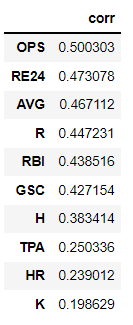 corr
OPS 0.500303
RE24 0.473078
AVG 0.467112
R 0.447231
RBI 0.438516
GSC 0.427154
H 0.383414
TPA 0.250336
HR 0.239012
K 0.198629